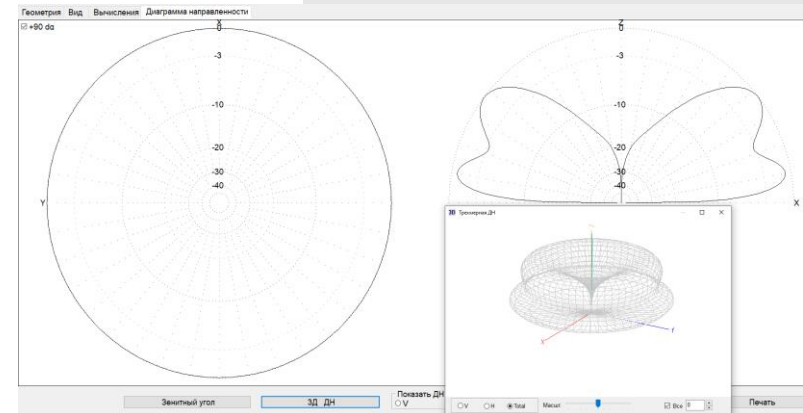 Геометрия Вид Вычисления Диаграмма направленности
+90 da
X
0
-3
-10
-20
-30
-40
Y
Z
0
-3
-10
-20
-30
-40
X
3D Трехмерная ДН
X
Y
Зенитный угол
3Д ДН
Показать ДН
V
V
H
Total
Масшт
Все 0
Печать